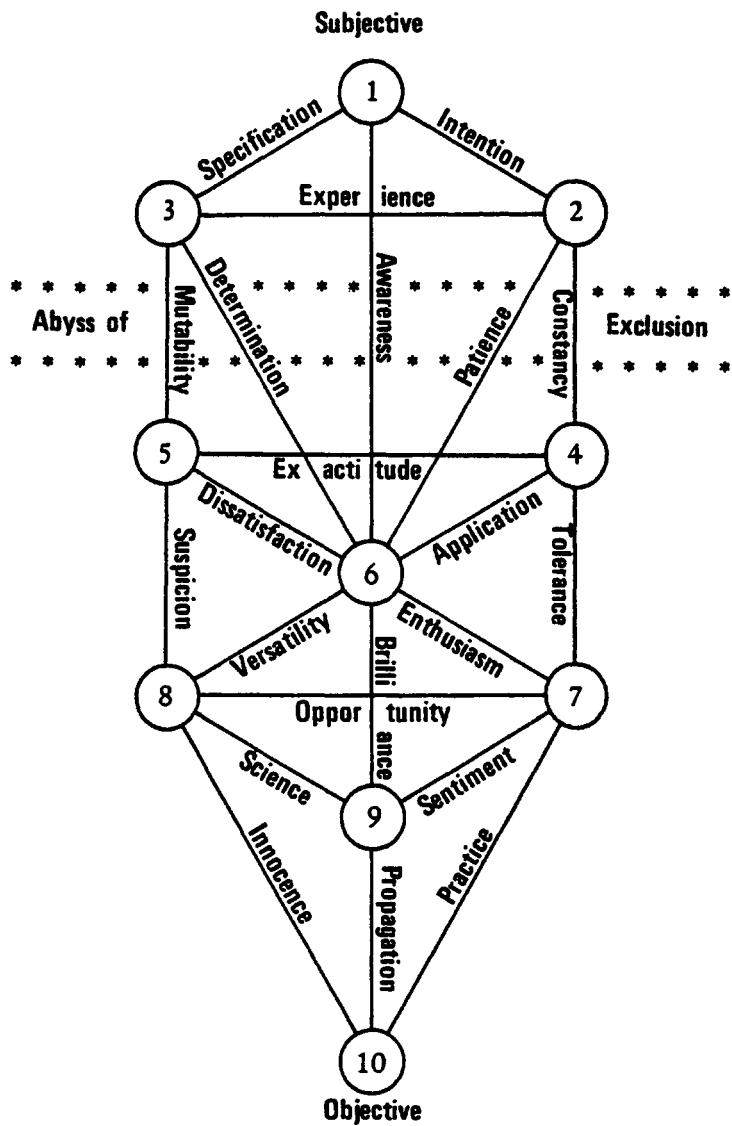 Subjective
1
Specification
Intention
3
Exper ience
2
Determination
Awareness
Mutability
Patience
Constancy
Abyss of
Exclusion
5
Ex acti tude
4
Dissatisfaction
Application
Suspicion
Tolerance
6
Versatility
Enthusiasm
Brilli
8
Oppor tunity
7
ance
Science
Sentiment
9
Innocence
Propagation
Practice
10
Objective